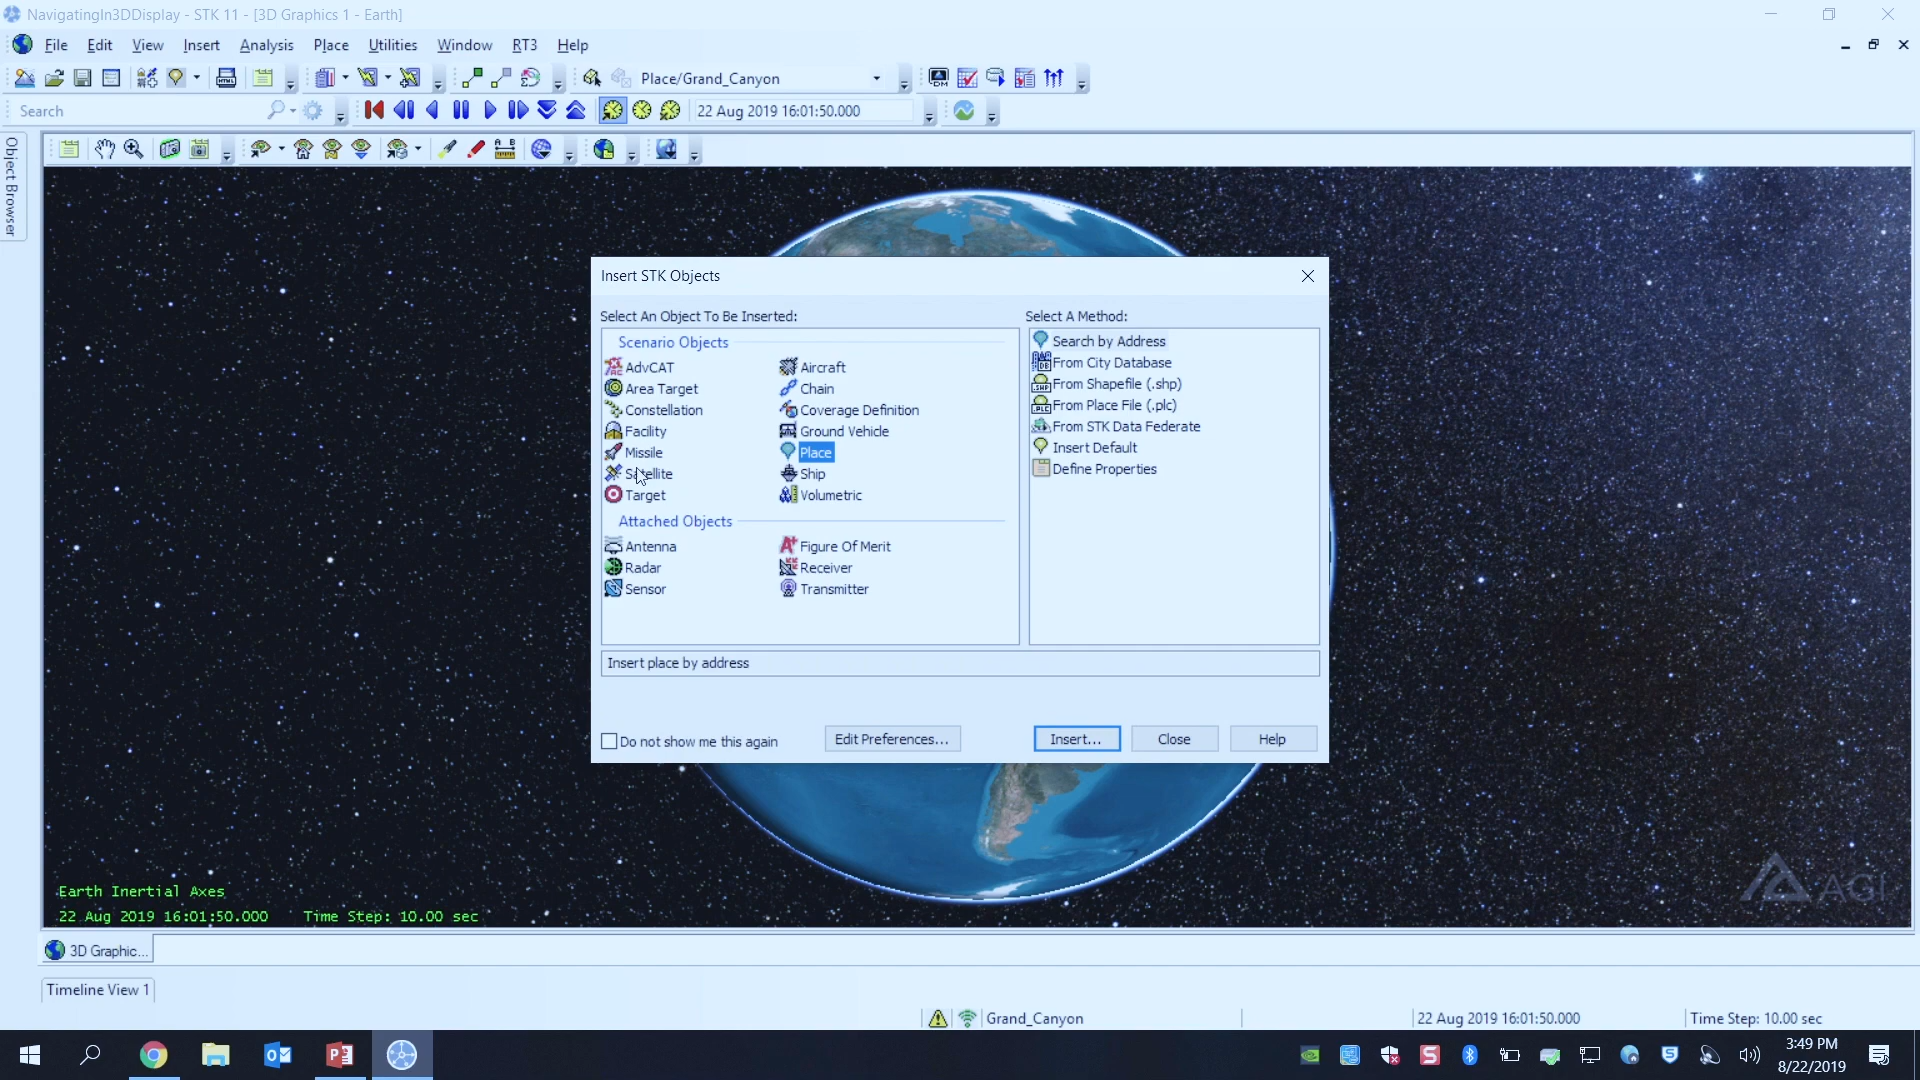 NavigatingIn3DDisplay - STK 11 - [3D Graphics 1 - Earth]
File Edit View Insert Analysis Place Utilities Window RT3 Help
Place/Grand_Canyon
Search
22 Aug 2019 16:01:50.000
Object Browser
Insert STK Objects
Select An Object To Be Inserted:
Select A Method:
Scenario Objects
AdvCAT
Aircraft
Area Target
Chain
Constellation
Coverage Definition
Facility
Ground Vehicle
Missile
Place
Satellite
Ship
Target
Volumetric
Attached Objects
Antenna
Figure Of Merit
Radar
Receiver
Sensor
Transmitter
Search by Address
From City Database
From Shapefile (.shp)
From Place File (.plc)
From STK Data Federate
Insert Default
Define Properties
Insert place by address
Do not show me this again
Edit Preferences...
Insert...
Close
Help
Earth Inertial Axes
22 Aug 2019 16:01:50.000 Time Step: 10.00 sec
AGI
3D Graphic...
Timeline View 1
Grand_Canyon
22 Aug 2019 16:01:50.000
Time Step: 10.00 sec
3:49 PM
8/22/2019